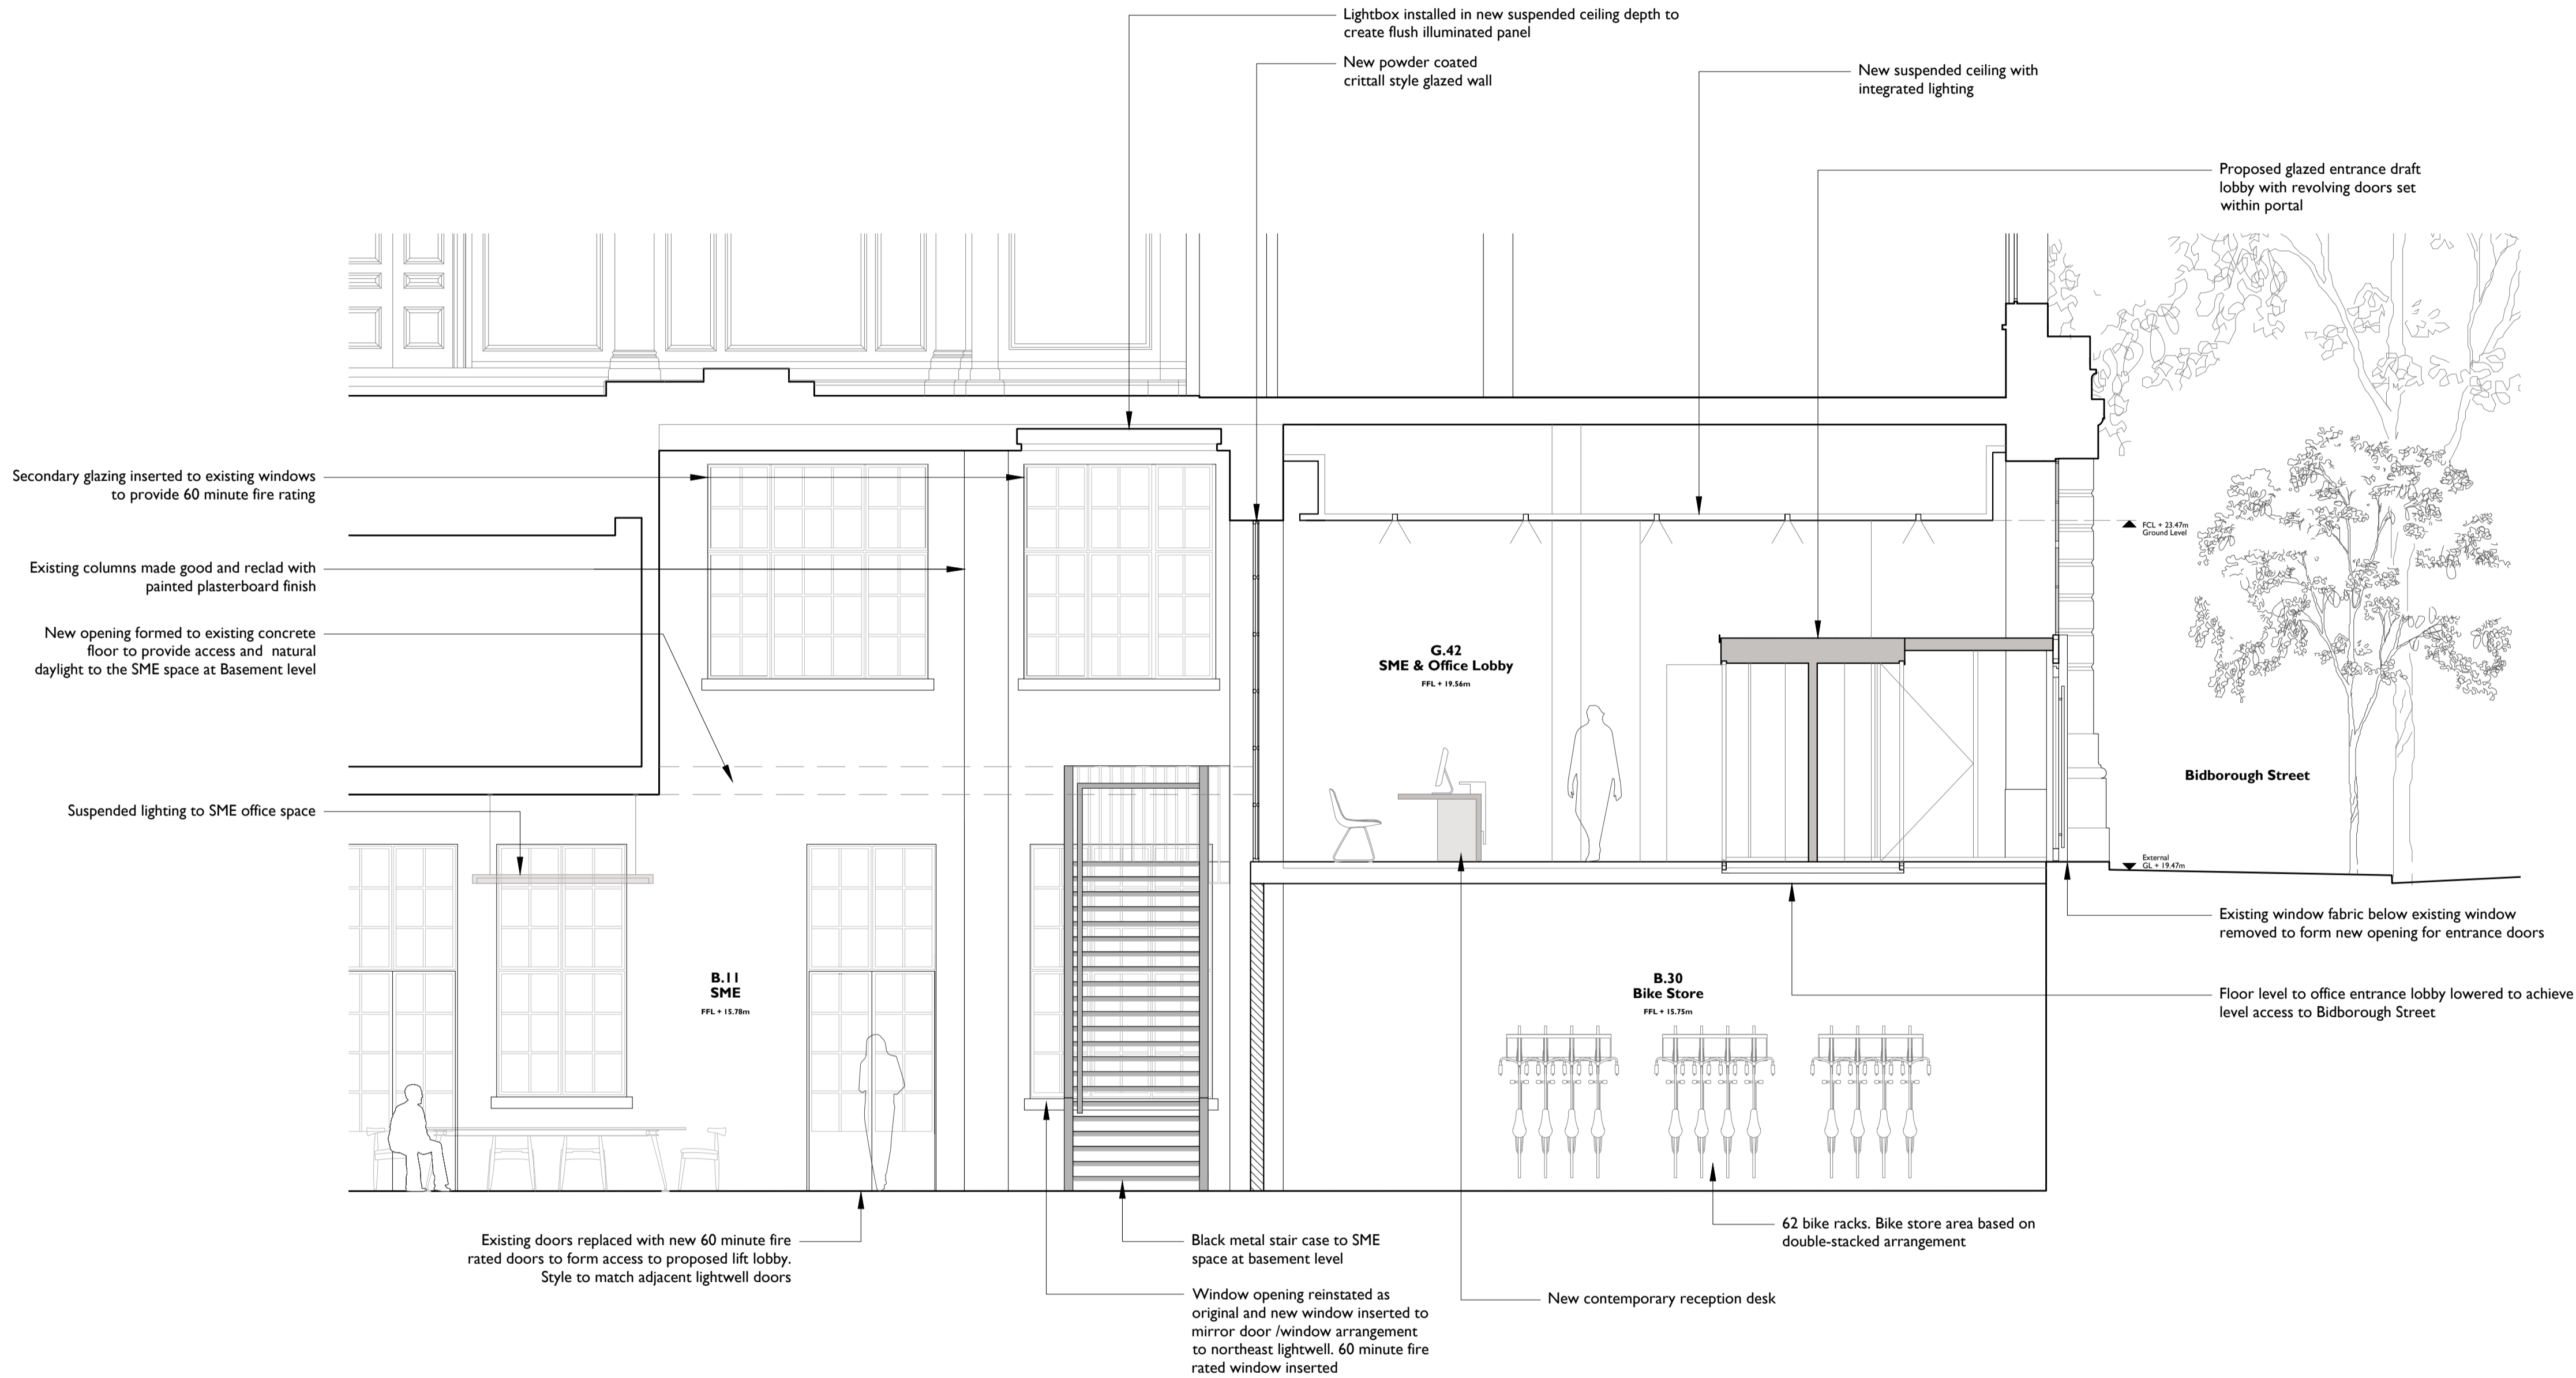 Lightbox installed in new suspended ceiling depth to
create flush illuminated panel
New powder coated
crittall style glazed wall
New suspended ceiling with
integrated lighting
Proposed glazed entrance draft
lobby with revolving doors set
within portal
Secondary glazing inserted to existing windows
to provide 60 minute fire rating
Existing columns made good and reclad with
painted plasterboard finish
New opening formed to existing concrete
floor to provide access and natural
daylight to the SME space at Basement level
Suspended lighting to SME office space
FCL + 23.47m
Ground Level
G.42
SME & Office Lobby
FFL + 19.56m
Bidborough Street
External
GL + 19.47m
B.11
SME
FFL + 15.78m
B.30
Bike Store
FFL + 15.75m
Existing window fabric below existing window
removed to form new opening for entrance doors
Floor level to office entrance lobby lowered to achieve
level access to Bidborough Street
Existing doors replaced with new 60 minute fire
rated doors to form access to proposed lift lobby.
Style to match adjacent lightwell doors
Black metal stair case to SME
space at basement level
Window opening reinstated as
original and new window inserted to
mirror door /window arrangement
to northeast lightwell. 60 minute fire
rated window inserted
62 bike racks. Bike store area based on
double-stacked arrangement
New contemporary reception desk